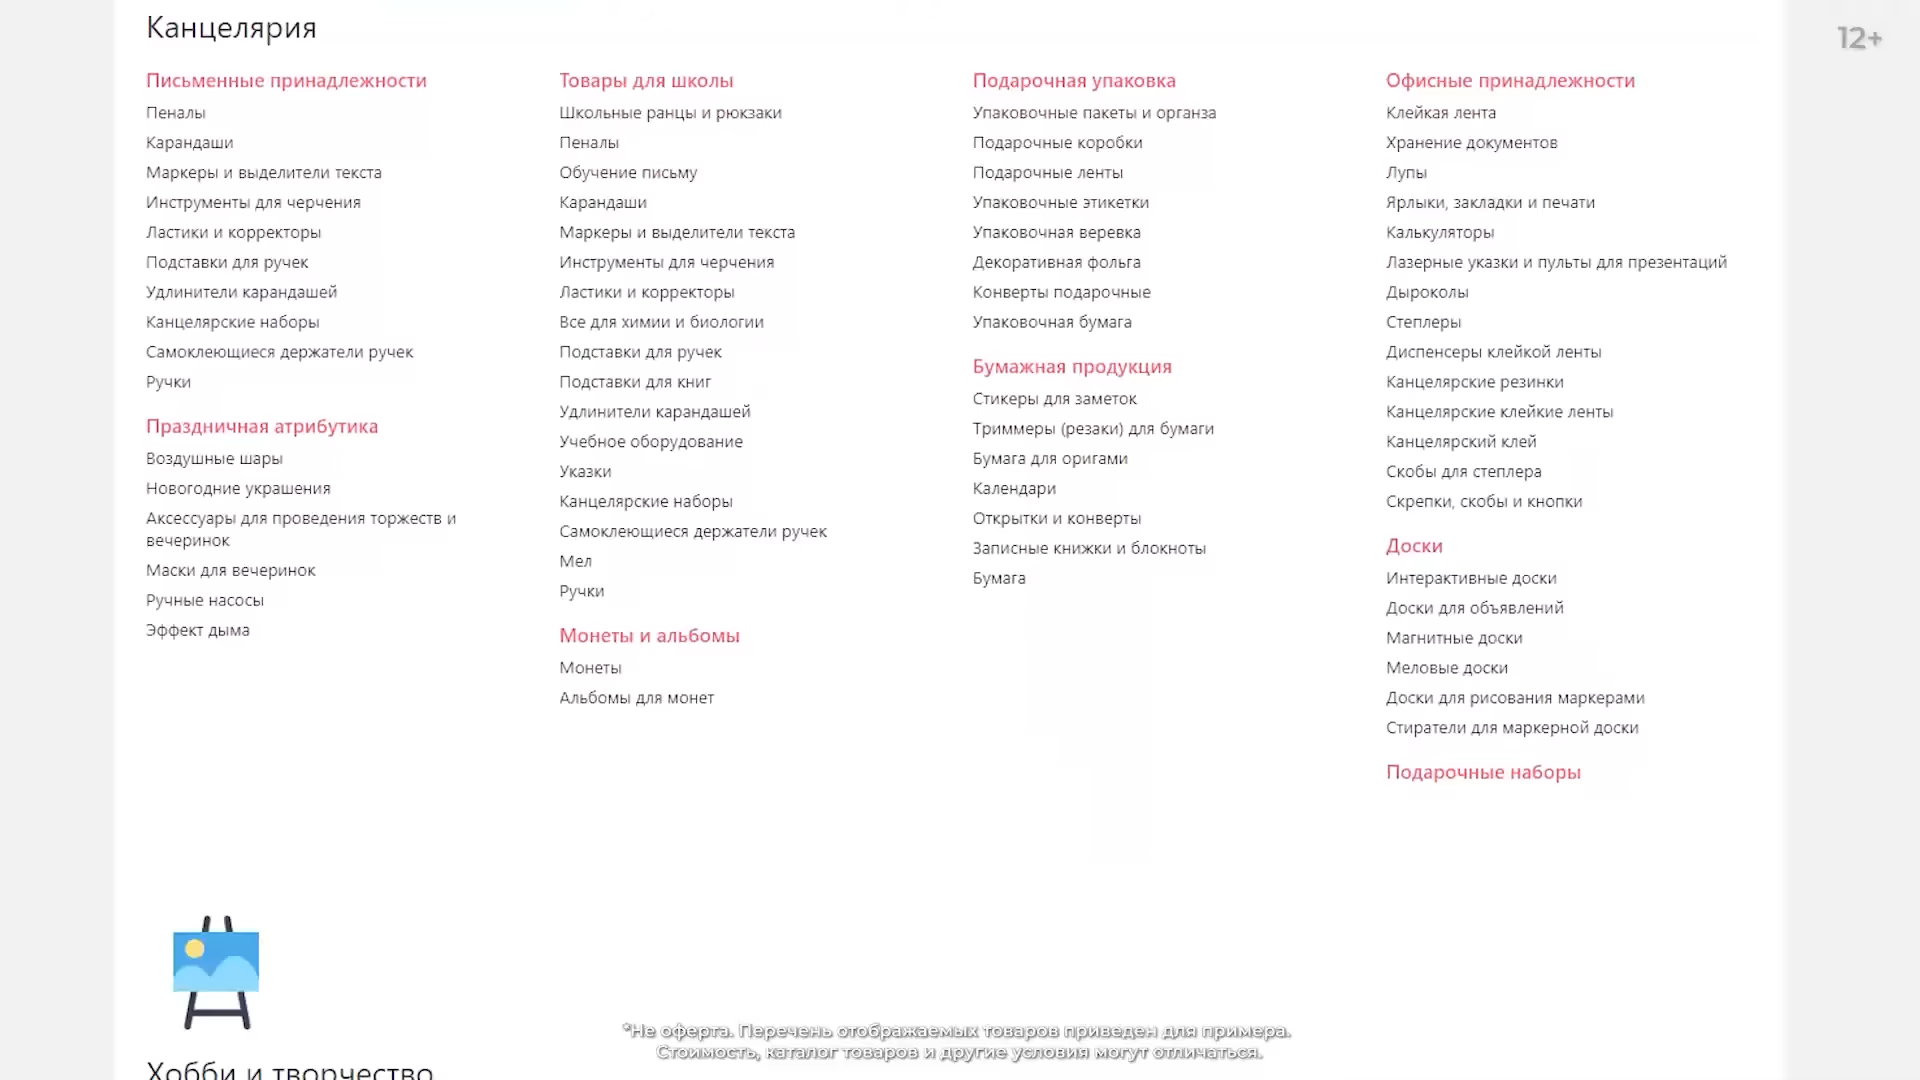 Канцелярия
12+
Письменные принадлежности
Пеналы
Карандаши
Маркеры и выделители текста
Инструменты для черчения
Ластики и корректоры
Подставки для ручек
Удлинители карандашей
Канцелярские наборы
Самоклеющиеся держатели ручек
Ручки
Праздничная атрибутика
Воздушные шары
Новогодние украшения
Аксессуары для проведения торжеств и
вечеринок
Маски для вечеринок
Ручные насосы
Эффект дыма
Товары для школы
Школьные ранцы и рюкзаки
Пеналы
Обучение письму
Карандаши
Маркеры и выделители текста
Инструменты для черчения
Ластики и корректоры
Все для химии и биологии
Подставки для ручек
Подставки для книг
Удлинители карандашей
Учебное оборудование
Указки
Канцелярские наборы
Самоклеющиеся держатели ручек
Мел
Ручки
Монеты и альбомы
Монеты
Альбомы для монет
Подарочная упаковка
Упаковочные пакеты и органза
Подарочные коробки
Подарочные ленты
Упаковочные этикетки
Упаковочная веревка
Декоративная фольга
Конверты подарочные
Упаковочная бумага
Бумажная продукция
Стикеры для заметок
Триммеры (резаки) для бумаги
Бумага для оригами
Календари
Открытки и конверты
Записные книжки и блокноты
Бумага
Офисные принадлежности
Клейкая лента
Хранение документов
Лупы
Ярлыки, закладки и печати
Калькуляторы
Лазерные указки и пульты для презентаций
Дыроколы
Степлеры
Диспенсеры клейкой ленты
Канцелярские резинки
Канцелярские клейкие ленты
Канцелярский клей
Скобы для степлера
Скрепки, скобы и кнопки
Доски
Интерактивные доски
Доски для объявлений
Магнитные доски
Меловые доски
Доски для рисования маркерами
Стиратели для маркерной доски
Подарочные наборы
*Не оферта. Перечень отображаемых товаров приведен для примера.
Стоимость, каталог товаров и другие условия могут отличаться.
Хобби и творчество